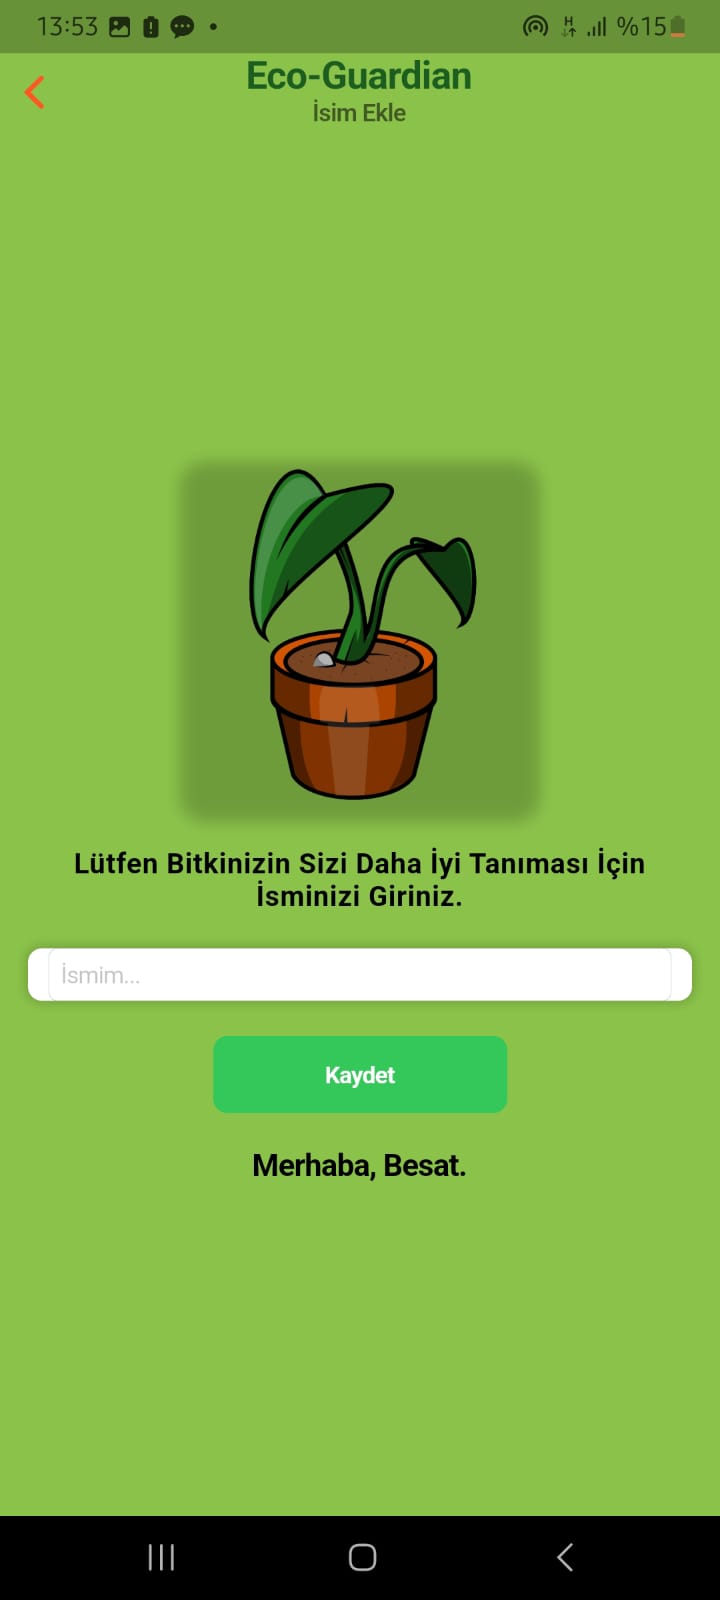 13:53
H
%15
Eco-Guardian
İsim Ekle
Lütfen Bitkinizin Sizi Daha İyi Tanıması İçin
İsminizi Giriniz.
İsmim...
Kaydet
Merhaba, Besat.